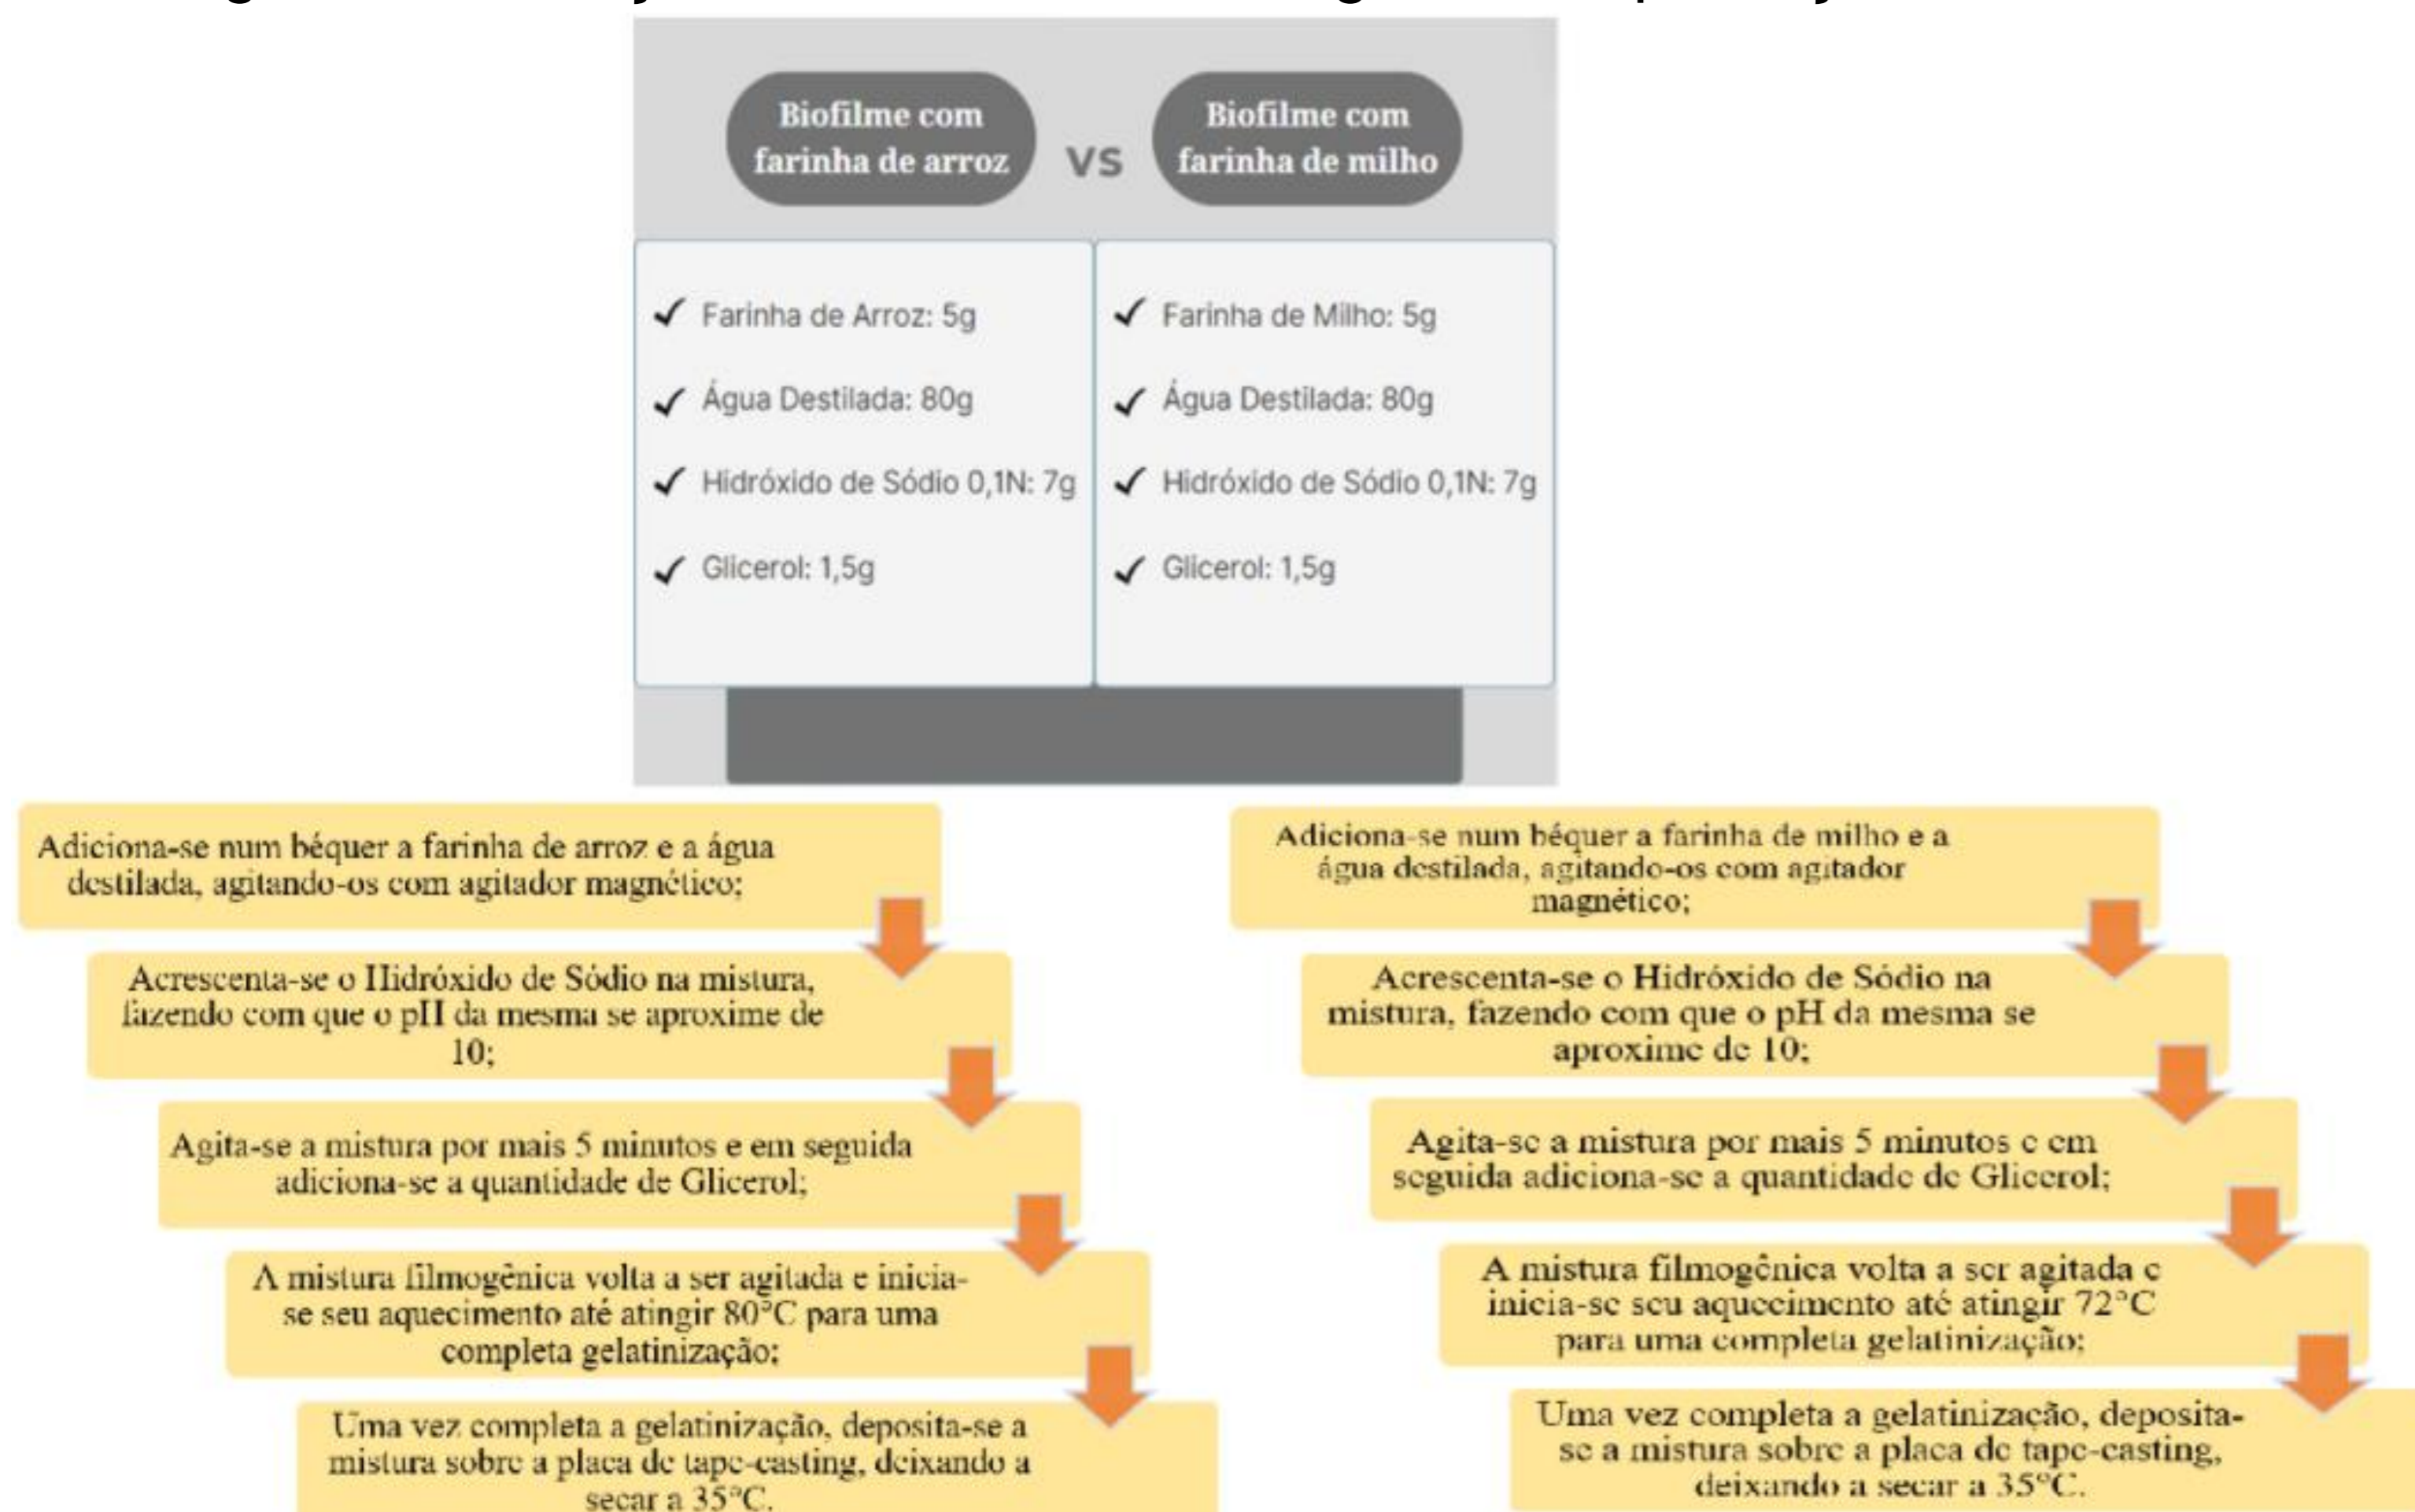 Biofilme com
farinha de arroz
vs
Biofilme com
farinha de milho
✓ Farinha de Arroz: 5g
✓ Água Destilada: 80g
✓ Hidróxido de Sódio 0,1N: 7g
✓ Glicerol: 1,5g
✓ Farinha de Milho: 5g
✓ Água Destilada: 80g
✓ Hidróxido de Sódio 0,1N: 7g
✓ Glicerol: 1,5g
Adiciona-se num béquer a farinha de arroz e a água
destilada, agitando-os com agitador magnético;
Acrescenta-se o Hidróxido de Sódio na mistura,
fazendo com que o pH da mesma se aproxime de
10;
Agita-se a mistura por mais 5 minutos e em seguida
adiciona-se a quantidade de Glicerol;
A mistura filmogênica volta a ser agitada e inicia-
se seu aquecimento até atingir 80°C para uma
completa gelatinização;
Uma vez completa a gelatinização, deposita-se a
mistura sobre a placa de tape-casting, deixando a
secar a 35°C.
Adiciona-se num béquer a farinha de milho e a
água destilada, agitando-os com agitador
magnético;
Acrescenta-se o Hidróxido de Sódio na
mistura, fazendo com que o pH da mesma se
aproxime de 10;
Agita-se a mistura por mais 5 minutos e em
seguida adiciona-se a quantidade de Glicerol;
A mistura filmogênica volta a ser agitada e
inicia-se seu aquecimento até atingir 72°C
para uma completa gelatinização;
Uma vez completa a gelatinização, deposita-
se a mistura sobre a placa de tape-casting,
deixando a secar a 35°C.